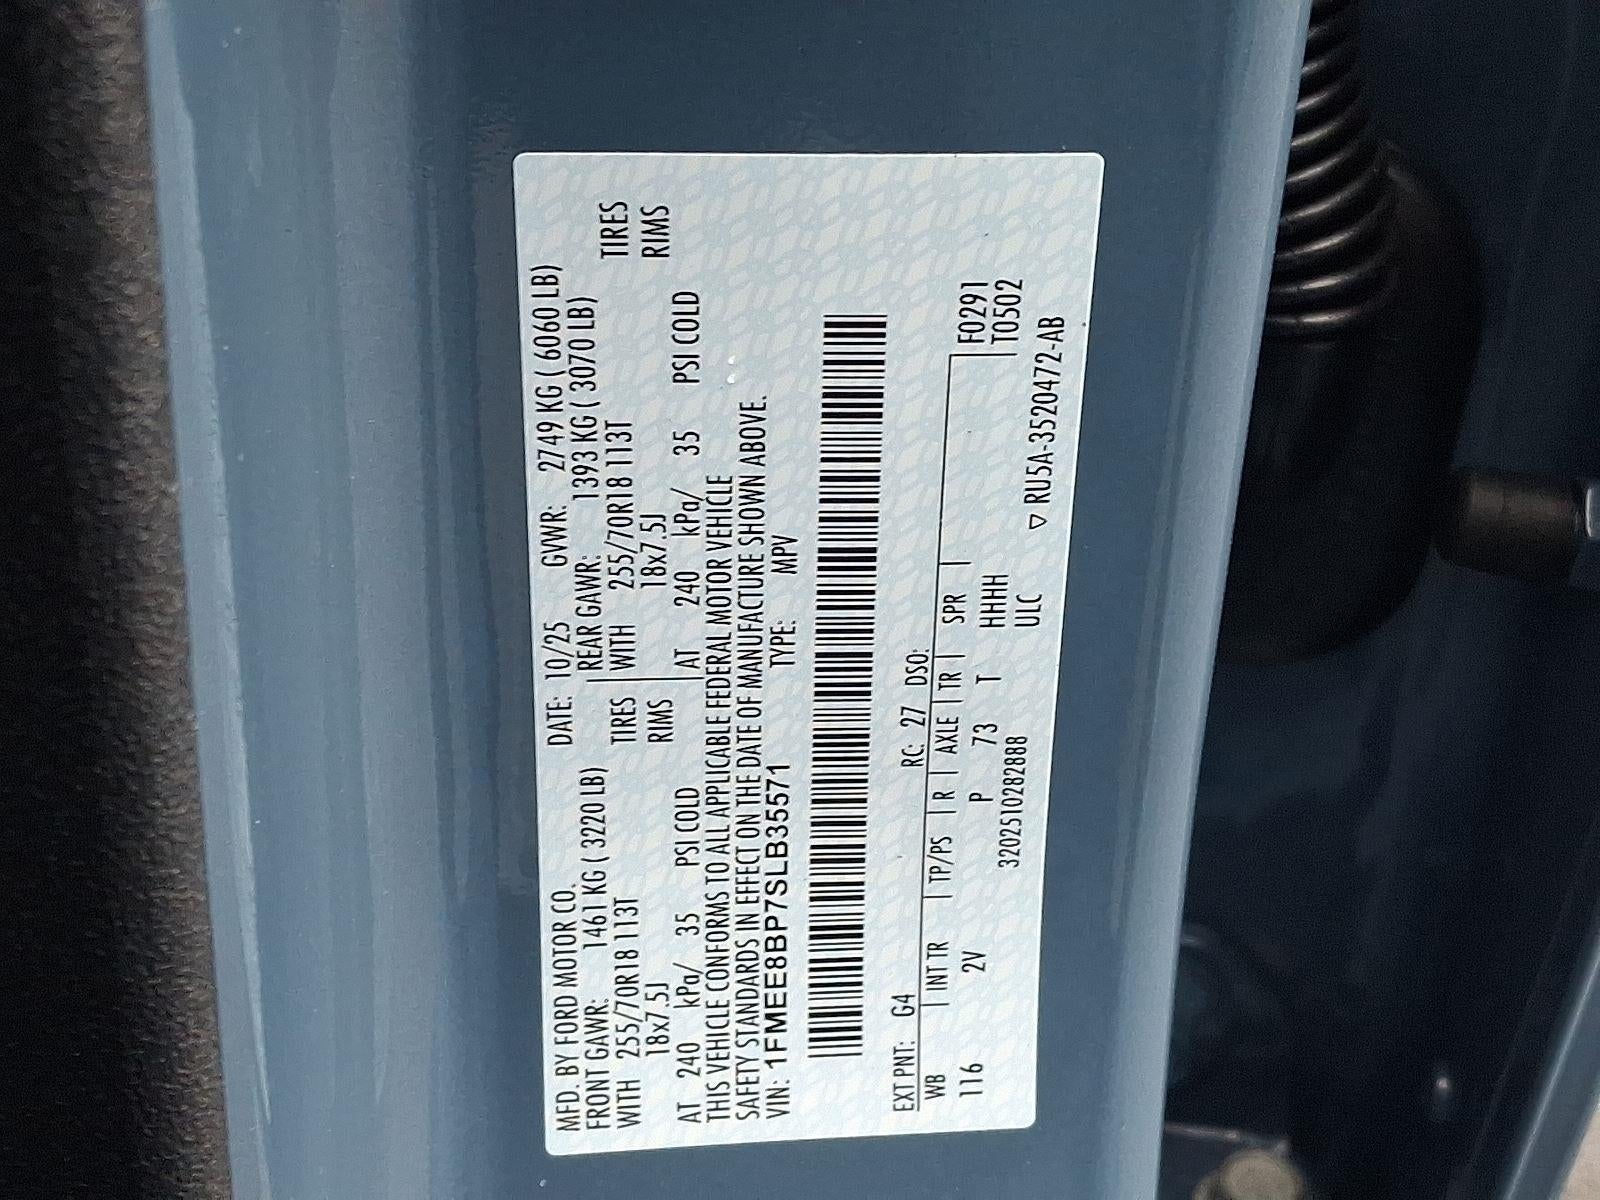 MFD. BY FORD MOTOR CO. DATE: 10/25 GVWR: 2749 KG ( 6060 LB)
FRONT GAWR: 1461 KG ( 3220 LB) REAR GAWR: 1393 KG ( 3070 LB)
WITH 255/70R18 113T TIRES WITH 255/70R18 113T TIRES
18x7.5J RIMS 18x7.5J RIMS
AT 240 kPa/ 35 PSI COLD AT 240 kPa/ 35 PSI COLD
THIS VEHICLE CONFORMS TO ALL APPLICABLE FEDERAL MOTOR VEHICLE
SAFETY STANDARDS IN EFFECT ON THE DATE OF MANUFACTURE SHOWN ABOVE.
VIN: 1FMEE8BP7SLB35571 TYPE: MPV
EXT PNT: G4 RC: 27 DSO:
WB INT TR TP/PS R AXLE TR SPR F0291
116 2V P 73 T HHHH T0502
3202510282888 ULC
▽ RU5A-3520472-AB